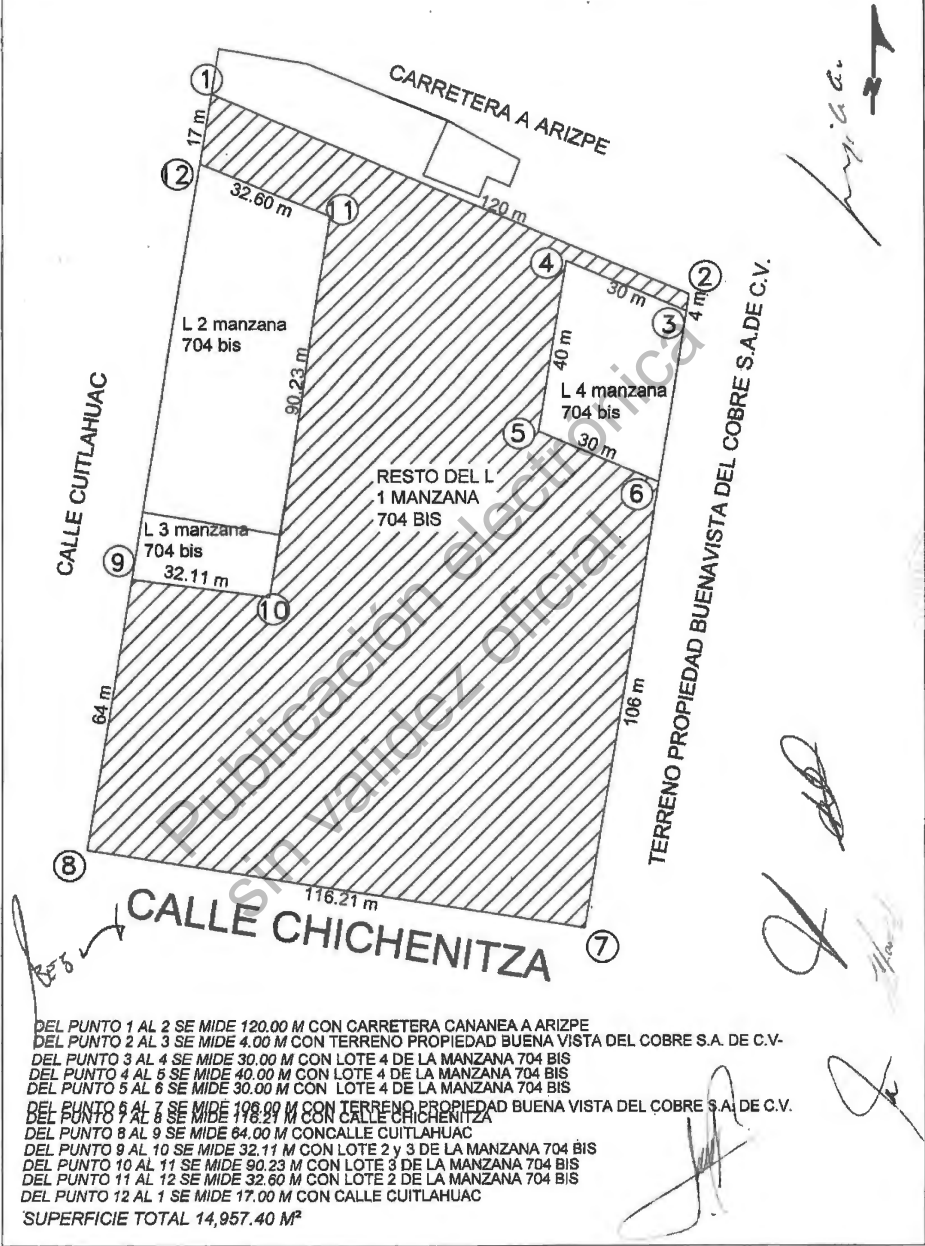 CARRETERA A ARIZPE
N
1
17 m
12
32.60 m
11
120 m
2
4
30 m
3
4 m
L 2 manzana
704 bis
90.23 m
40 m
L 4 manzana
704 bis
5
30 m
6
CALLE CUITLAHUAC
TERRENO PROPIEDAD BUENAVISTA DEL COBRE S.A.DE C.V.
RESTO DEL L
1 MANZANA
704 BIS
L 3 manzana
704 bis
9
32.11 m
10
64 m
106 m
Publicación electrónica
sin validez oficial
8
116.21 m
7
CALLE CHICHENITZA
DEL PUNTO 1 AL 2 SE MIDE 120.00 M CON CARRETERA CANANEA A ARIZPE
DEL PUNTO 2 AL 3 SE MIDE 4.00 M CON TERRENO PROPIEDAD BUENA VISTA DEL COBRE S.A. DE C.V-
DEL PUNTO 3 AL 4 SE MIDE 30.00 M CON LOTE 4 DE LA MANZANA 704 BIS
DEL PUNTO 4 AL 5 SE MIDE 40.00 M CON LOTE 4 DE LA MANZANA 704 BIS
DEL PUNTO 5 AL 6 SE MIDE 30.00 M CON LOTE 4 DE LA MANZANA 704 BIS
DEL PUNTO 6 AL 7 SE MIDE 106.00 M CON TERRENO PROPIEDAD BUENA VISTA DEL COBRE S.A. DE C.V.
DEL PUNTO 7 AL 8 SE MIDE 116.21 M CON CALLE CHICHENITZA
DEL PUNTO 8 AL 9 SE MIDE 64.00 M CONCALLE CUITLAHUAC
DEL PUNTO 9 AL 10 SE MIDE 32.11 M CON LOTE 2 y 3 DE LA MANZANA 704 BIS
DEL PUNTO 10 AL 11 SE MIDE 90.23 M CON LOTE 3 DE LA MANZANA 704 BIS
DEL PUNTO 11 AL 12 SE MIDE 32.60 M CON LOTE 2 DE LA MANZANA 704 BIS
DEL PUNTO 12 AL 1 SE MIDE 17.00 M CON CALLE CUITLAHUAC
SUPERFICIE TOTAL 14,957.40 M²